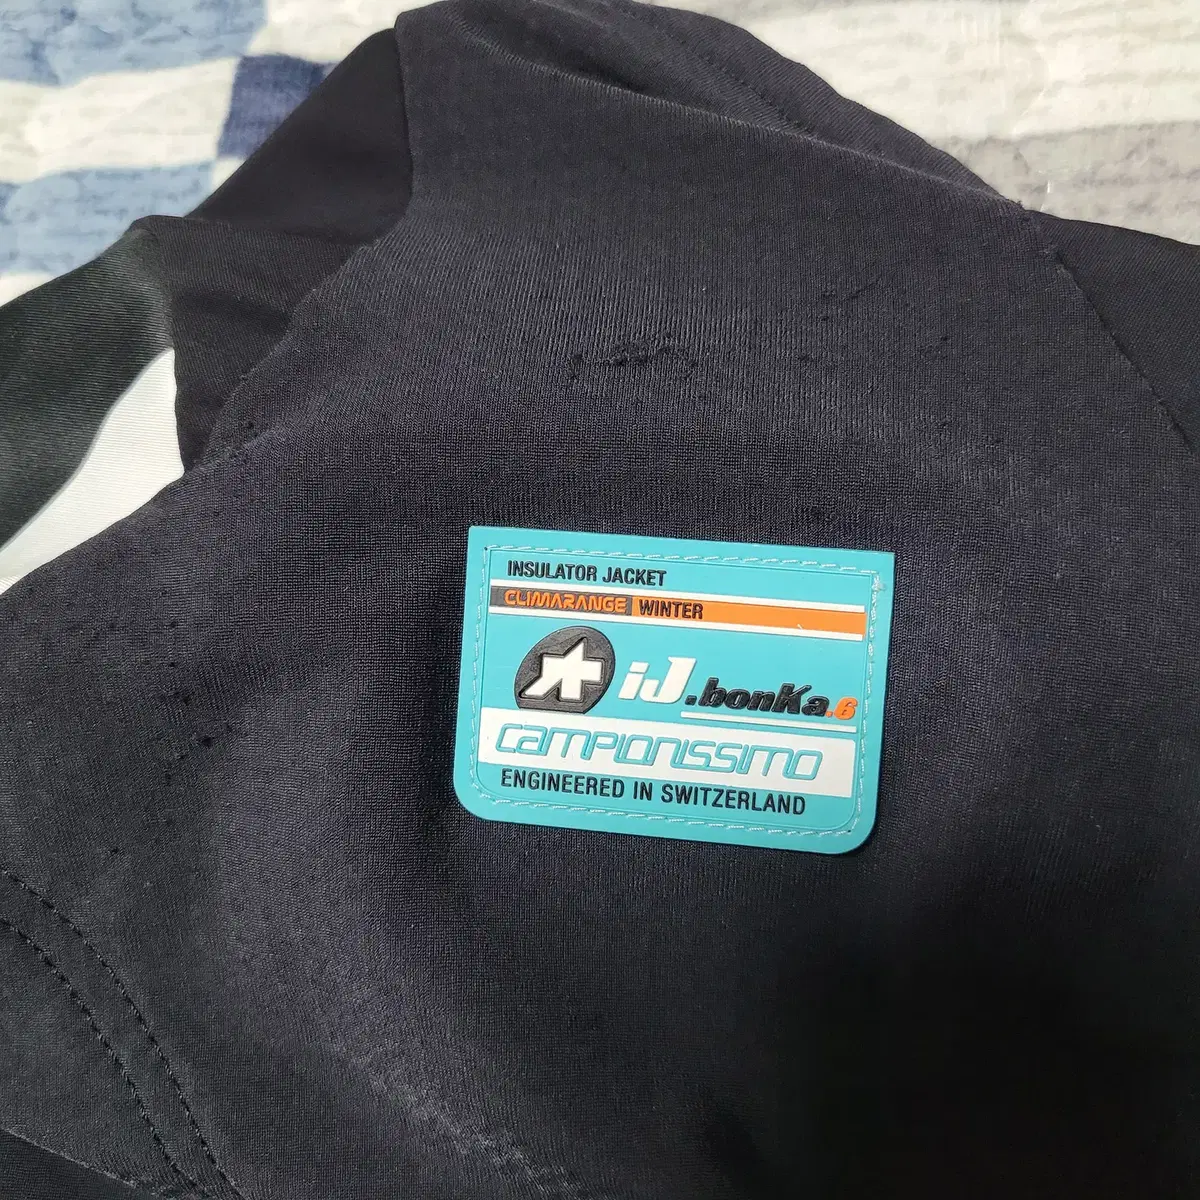 INSULATOR JACKET
CLIMARANGE WINTER
iJ.bonKa.6
CAMPIONISSIMO
ENGINEERED IN SWITZERLAND